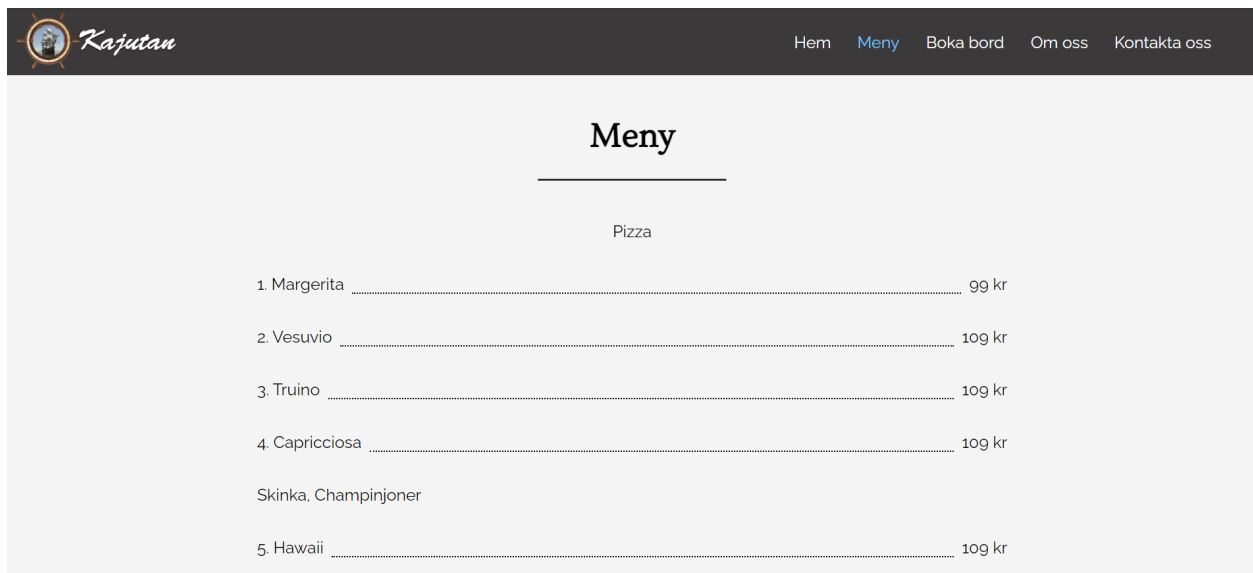 Kajutan
Hem Meny Boka bord Om oss Kontakta oss
Meny
Pizza
1. Margerita 99 kr
2. Vesuvio 109 kr
3. Truino 109 kr
4. Capricciosa 109 kr
Skinka, Champinjoner
5. Hawaii 109 kr